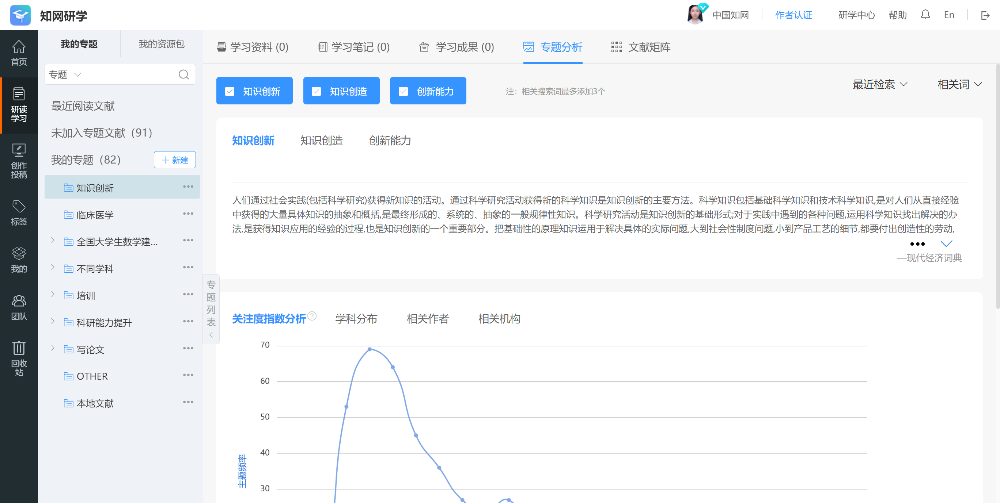 知网研学
中国知网
作者认证
研学中心
帮助
En
首页
研读
学习
创作
投稿
标签
我的
团队
回收
站
我的专题
我的资源包
专题
最近阅读文献
未加入专题文献（91）
我的专题（82）
新建
知识创新
临床医学
全国大学生数学建...
不同学科
培训
科研能力提升
写论文
OTHER
本地文献
专题列表
学习资料 (0)
学习笔记 (0)
学习成果 (0)
专题分析
文献矩阵
知识创新
知识创造
创新能力
注：相关搜索词最多添加3个
最近检索
相关词
知识创新
知识创造
创新能力
人们通过社会实践(包括科学研究)获得新知识的活动。通过科学研究活动获得新的科学知识是知识创新的主要方法。科学知识包括基础科学知识和技术科学知识,是对人们从直接经验
中获得的大量具体知识的抽象和概括,是最终形成的、系统的、抽象的一般规律性知识。科学研究活动是知识创新的基础形式;对于实践中遇到的各种问题,运用科学知识找出解决的办
法,是获得知识应用的经验的过程,也是知识创新的一个重要部分。把基础性的原理知识运用于解决具体的实际问题,大到社会性制度问题,小到产品工艺的细节,都要付出创造性的劳动,
—现代经济词典
关注度指数分析
学科分布
相关作者
相关机构
70
60
50
40
30
主题频率